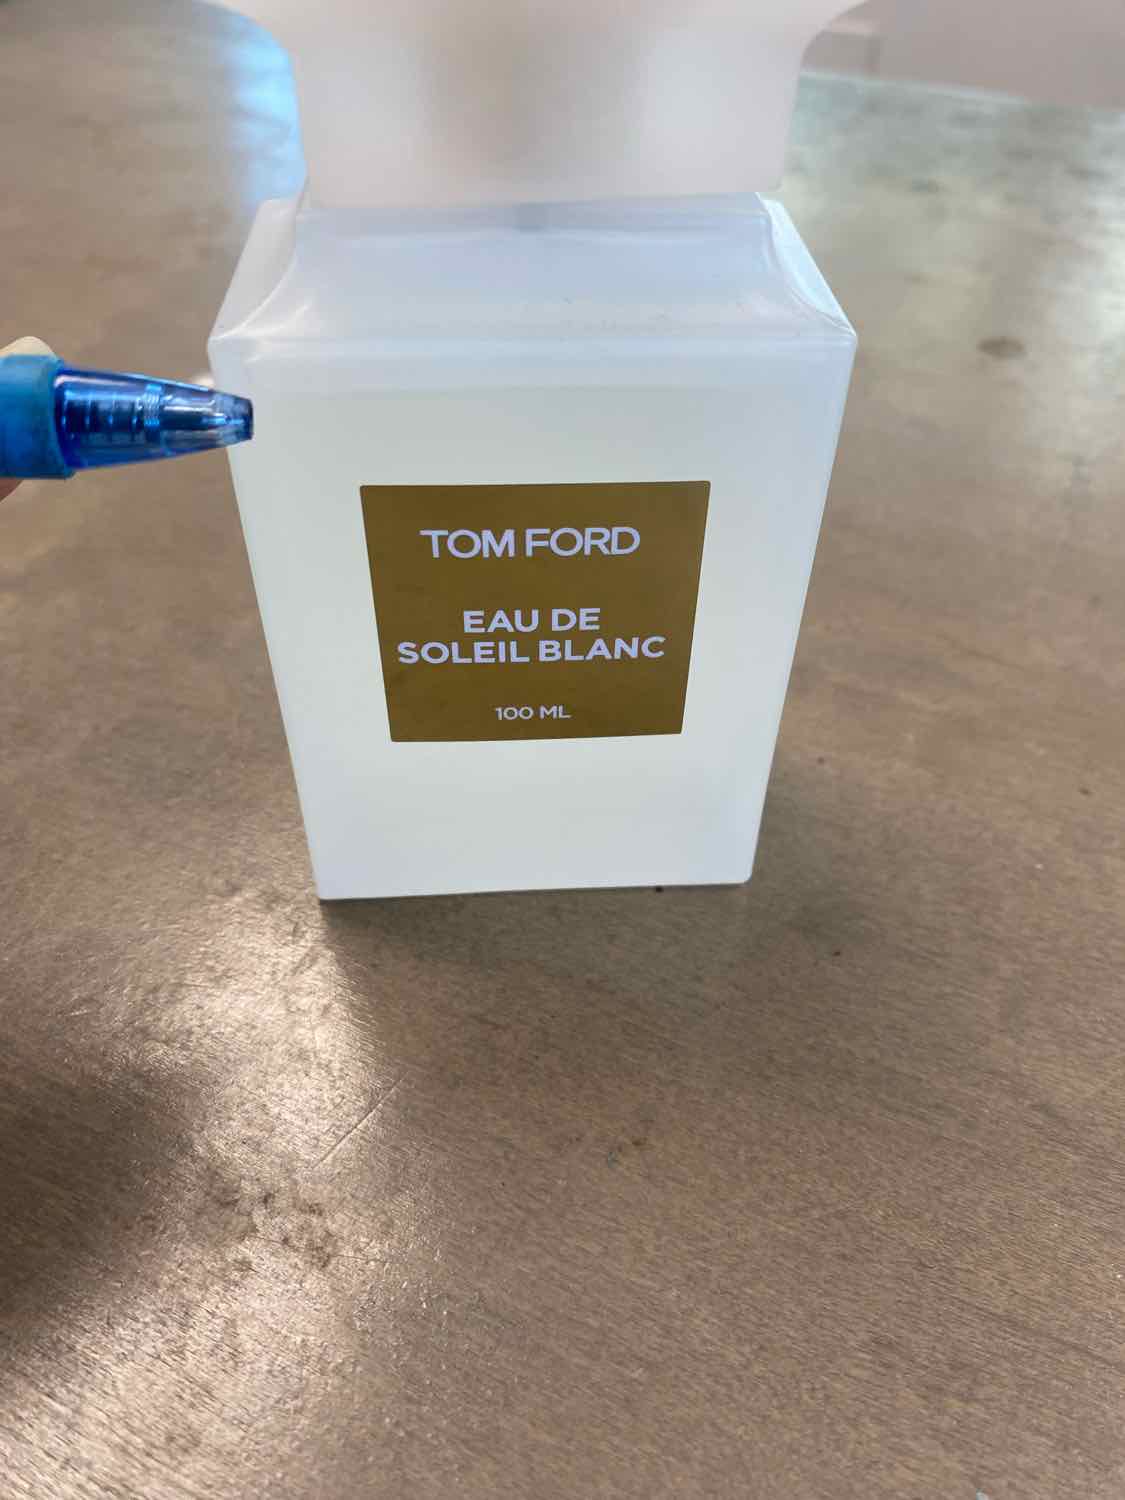 TOM FORD
EAU DE
SOLEIL BLANC
100 ML